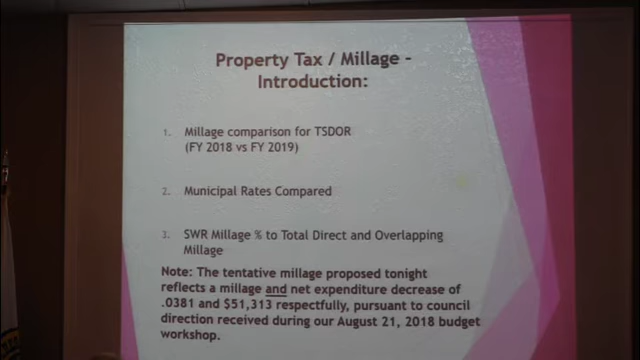 Property Tax / Millage –
Introduction:
1. Millage comparison for TSDOR
(FY 2018 vs FY 2019)
2. Municipal Rates Compared
3. SWR Millage % to Total Direct and Overlapping
Millage
Note: The tentative millage proposed tonight
reflects a millage and net expenditure decrease of
.0381 and $51,313 respectfully, pursuant to council
direction received during our August 21, 2018 budget
workshop.